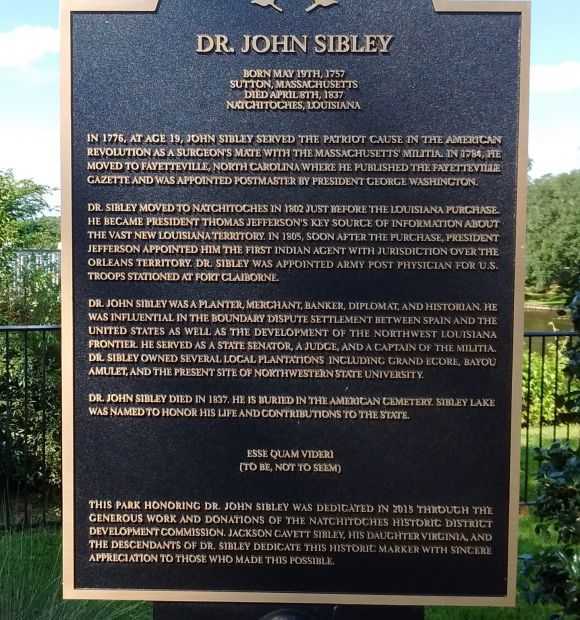 DR. JOHN SIBLEY
BORN MAY 19TH, 1757
SUTTON, MASSACHUSETTS
DIED APRIL 8TH, 1837
NATCHITOCHES, LOUISIANA
IN 1776, AT AGE 19, JOHN SIBLEY SERVED THE PATRIOT CAUSE IN THE AMERICAN
REVOLUTION AS A SURGEON'S MATE WITH THE MASSACHUSETTS MILITIA. IN 1784, HE
MOVED TO FAYETTEVILLE, NORTH CAROLINA WHERE HE PUBLISHED THE FAYETTEVILLE
GAZETTE AND WAS APPOINTED POSTMASTER BY PRESIDENT GEORGE WASHINGTON.
DR. SIBLEY MOVED TO NATCHITOCHES IN 1802 JUST BEFORE THE LOUISIANA PURCHASE.
HE BECAME PRESIDENT THOMAS JEFFERSON'S KEY SOURCE OF INFORMATION ABOUT
THE VAST NEW LOUISIANA TERRITORY. IN 1805, SOON AFTER THE PURCHASE, PRESIDENT
JEFFERSON APPOINTED HIM THE FIRST INDIAN AGENT WITH JURISDICTION OVER THE
ORLEANS TERRITORY. DR. SIBLEY WAS APPOINTED ARMY POST PHYSICIAN FOR U.S.
TROOPS STATIONED AT FORT CLAIBORNE.
DR. JOHN SIBLEY WAS A PLANTER, MERCHANT, BANKER, DIPLOMAT, AND HISTORIAN. HE
WAS INFLUENTIAL IN THE BOUNDARY DISPUTE SETTLEMENT BETWEEN SPAIN AND THE
UNITED STATES AS WELL AS THE DEVELOPMENT OF THE NORTHWEST LOUISIANA
FRONTIER. HE SERVED AS A STATE SENATOR, A JUDGE, AND A CAPTAIN OF THE MILITIA.
DR. SIBLEY OWNED SEVERAL LOCAL PLANTATIONS INCLUDING GRAND ECORE, BAYOU
AMULET, AND THE PRESENT SITE OF NORTHWESTERN STATE UNIVERSITY.
DR. JOHN SIBLEY DIED IN 1837. HE IS BURIED IN THE AMERICAN CEMETERY. SIBLEY LAKE
WAS NAMED TO HONOR HIS LIFE AND CONTRIBUTIONS TO THE STATE.
ESSE QUAM VIDERI
(TO BE, NOT TO SEEM)
THIS PARK HONORING DR. JOHN SIBLEY WAS DEDICATED IN 2015 THROUGH THE
GENEROUS WORK AND DONATIONS OF THE NATCHITOCHES HISTORIC DISTRICT
DEVELOPMENT COMMISSION. JACKSON CAVETT SIBLEY, HIS DAUGHTER VIRGINIA, AND
THE DESCENDANTS OF DR. SIBLEY DEDICATE THIS HISTORIC MARKER WITH SINCERE
APPRECIATION TO THOSE WHO MADE THIS POSSIBLE.